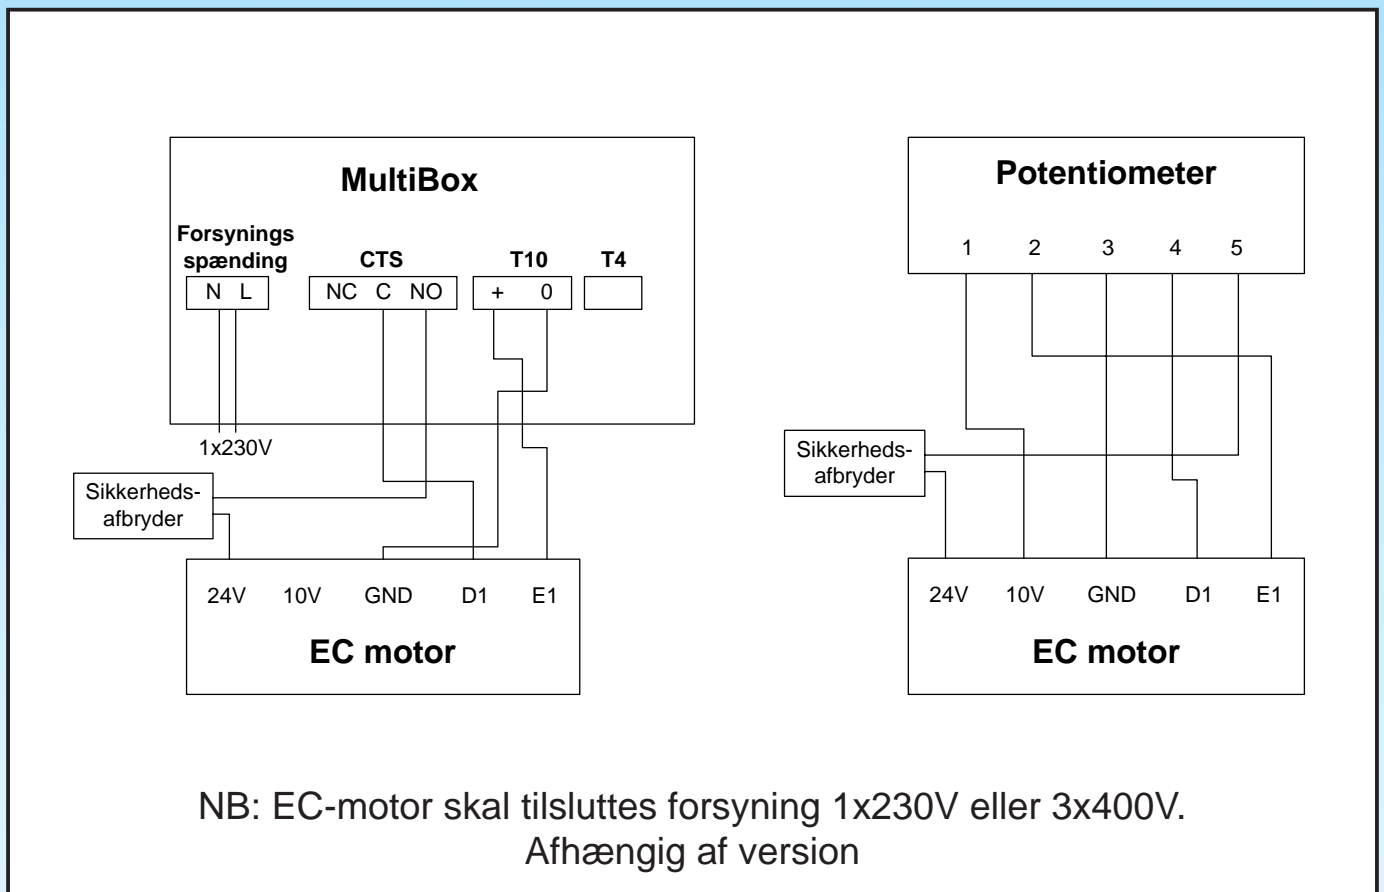 MultiBox
Forsynings
spænding
CTS
T10
T4
N L
NC C NO
+ 0
1x230V
Sikkerheds-
afbryder
24V 10V GND D1 E1
EC motor
Potentiometer
1 2 3 4 5
Sikkerheds-
afbryder
24V 10V GND D1 E1
EC motor
NB: EC-motor skal tilsluttes forsyning 1x230V eller 3x400V.
Afhængig af version